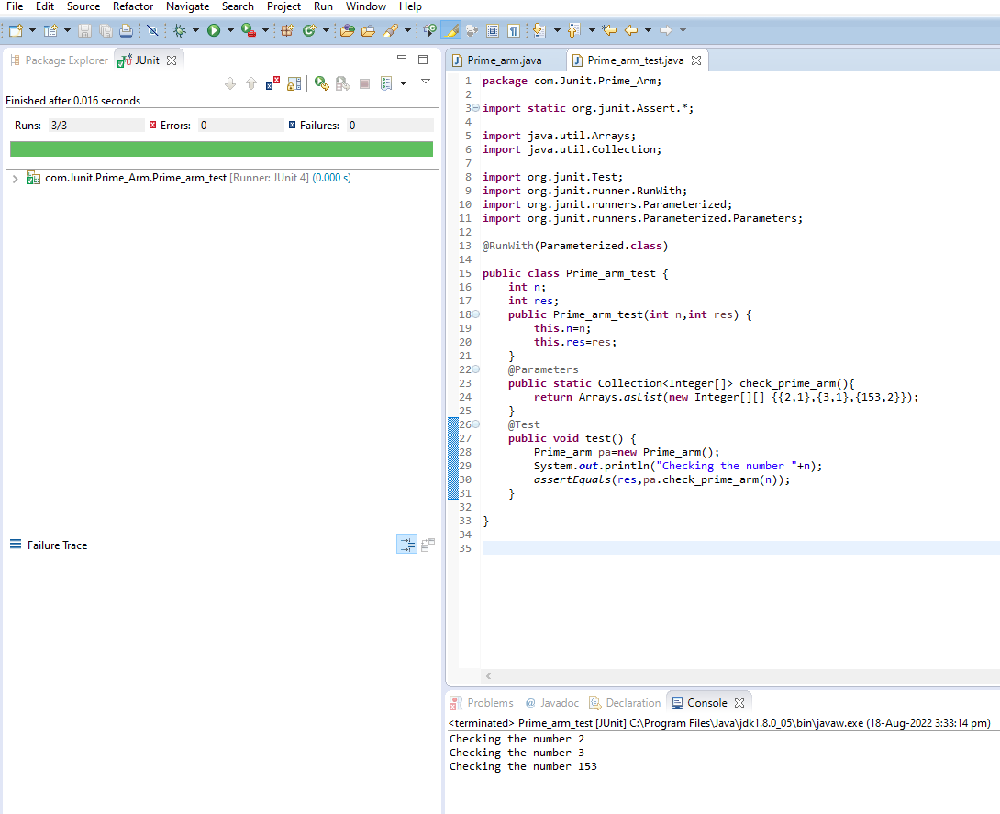 File Edit Source Refactor Navigate Search Project Run Window Help
Package Explorer JUnit
Finished after 0.016 seconds
Runs: 3/3 Errors: 0 Failures: 0
com.Junit.Prime_Arm.Prime_arm_test [Runner: JUnit 4] (0.000 s)
Failure Trace
Prime_arm.java Prime_arm_test.java
1 package com.Junit.Prime_Arm;
2
3 import static org.junit.Assert.*;
4
5 import java.util.Arrays;
6 import java.util.Collection;
7
8 import org.junit.Test;
9 import org.junit.runner.RunWith;
10 import org.junit.runners.Parameterized;
11 import org.junit.runners.Parameterized.Parameters;
12
13 @RunWith(Parameterized.class)
14
15 public class Prime_arm_test {
16 int n;
17 int res;
18 public Prime_arm_test(int n,int res) {
19 this.n=n;
20 this.res=res;
21 }
22 @Parameters
23 public static Collection<Integer[]> check_prime_arm(){
24 return Arrays.asList(new Integer[][] {{2,1},{3,1},{153,2}});
25 }
26 @Test
27 public void test() {
28 Prime_arm pa=new Prime_arm();
29 System.out.println("Checking the number "+n);
30 assertEquals(res,pa.check_prime_arm(n));
31 }
32
33 }
34
35
Problems @ Javadoc Declaration Console
<terminated> Prime_arm_test [JUnit] C:\Program Files\Java\jdk1.8.0_05\bin\javaw.exe (18-Aug-2022 3:33:14 pm)
Checking the number 2
Checking the number 3
Checking the number 153